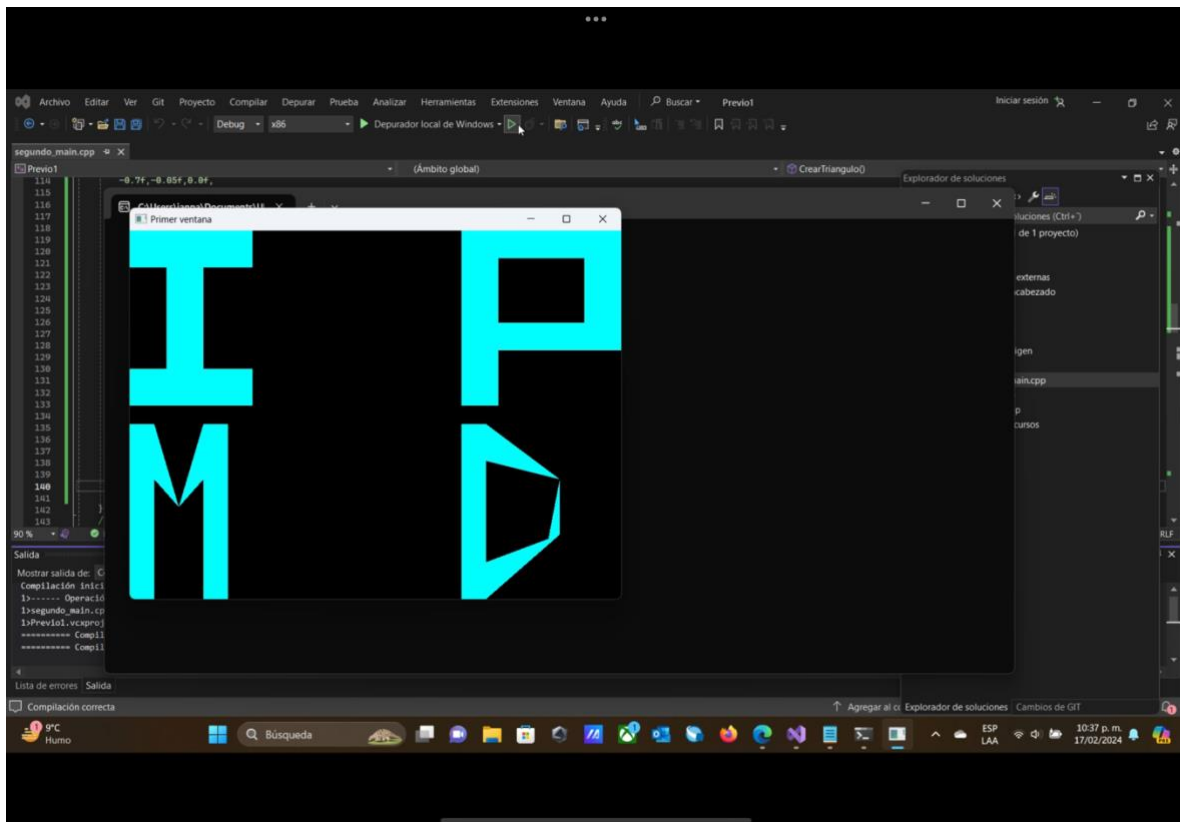 Archivo Editar Ver Git Proyecto Compilar Depurar Prueba Analizar Herramientas Extensiones Ventana Ayuda Buscar Previo1 Iniciar sesión
Debug x86 Depurador local de Windows
segundo_main.cpp
Previo1 (Ámbito global) CrearTriangulo()
Explorador de soluciones
114 -0.7f,-0.65f,0.0f,
115
116
117
118
119
120
121
122
123
124
125
126
127
128
129
130
131
132
133
134
135
136
137
138
139
140
141
142 }
143
Primer ventana
I P
M D
oluciones (Ctrl+¨)
de 1 proyecto)
externas
cabezado
igen
main.cpp
p
cursos
90 %
RLF
Salida
Mostrar salida de:
Compilación inici
1>------ Operació
1>segundo_main.cp
1>Previo1.vcxproj
========== Compil
========== Compil
Lista de errores Salida
Compilación correcta
Agregar al co
Explorador de soluciones Cambios de GIT
9°C
Humo
Búsqueda
ESP
LAA
10:37 p. m.
17/02/2024